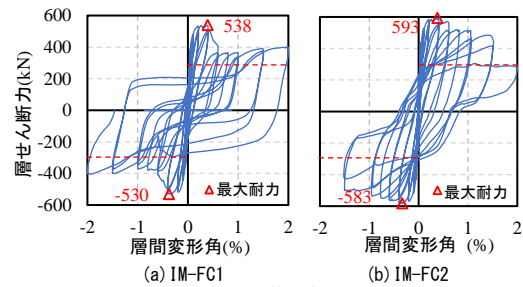 層せん断力(kN)
600
400
200
0
-200
-400
-600
538
-530
△最大耐力
-2 -1 0 1 2
層間変形角(%)
(a) IM-FC1
593
-583
△最大耐力
-2 -1 0 1 2
層間変形角 (%)
(b) IM-FC2